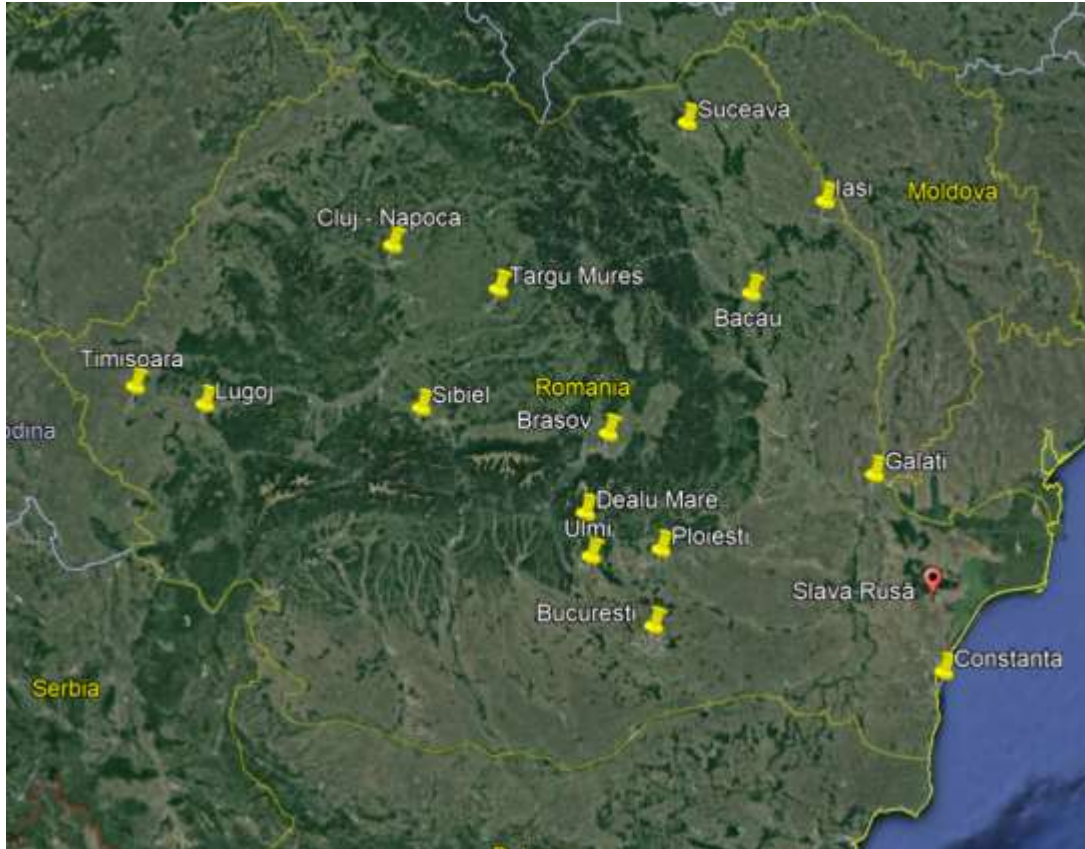 Suceava
Iasi
Moldova
Cluj - Napoca
Targu Mures
Bacau
Timisoara
Lugoj
Sibiel
Romania
Brasov
odina
Galati
Dealu Mare
Ulmi
Ploiesti
Slava Rusă
Bucuresti
Constanta
Serbia